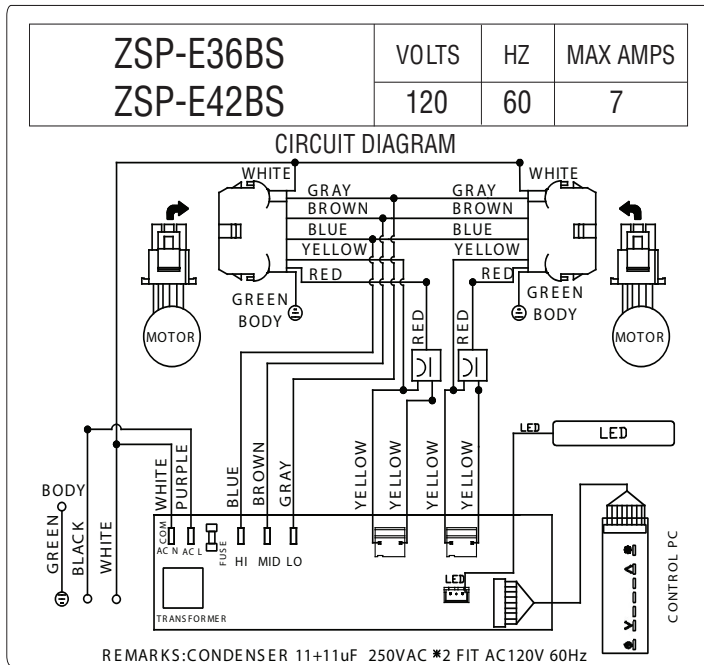 ZSP-E36BS
ZSP-E42BS
VOLTS HZ MAX AMPS
120 60 7
CIRCUIT DIAGRAM
WHITE WHITE
GRAY GRAY
BROWN BROWN
BLUE BLUE
YELLOW YELLOW
RED RED
GREEN GREEN
BODY BODY
MOTOR MOTOR
RED RED
LED LED
BODY
GREEN
BLACK
WHITE
WHITE
PURPLE
BLUE
BROWN
GRAY
YELLOW
YELLOW
YELLOW
YELLOW
COM
AC N AC L
FUSE
HI MID LO
LED
TRANSFORMER
CONTROL PC
REMARKS:CONDENSER 11+11uF 250VAC *2 FIT AC120V 60Hz